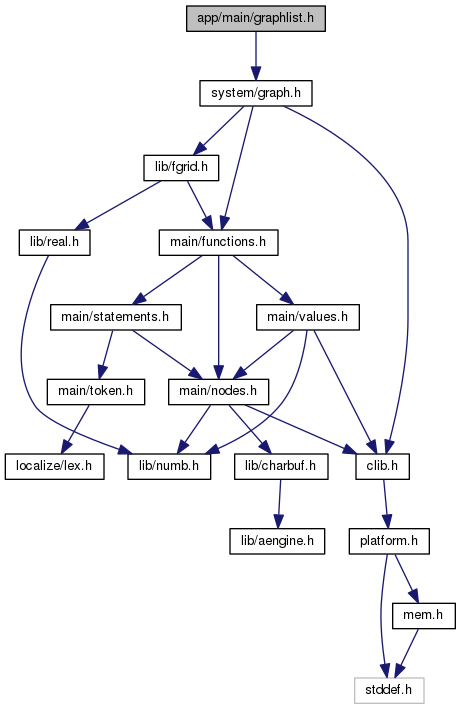 app/main/graphlist.h
system/graph.h
lib/fgrid.h
lib/real.h
main/functions.h
main/statements.h
main/values.h
main/token.h
main/nodes.h
localize/lex.h
lib/numb.h
lib/charbuf.h
clib.h
lib/aengine.h
platform.h
mem.h
stddef.h